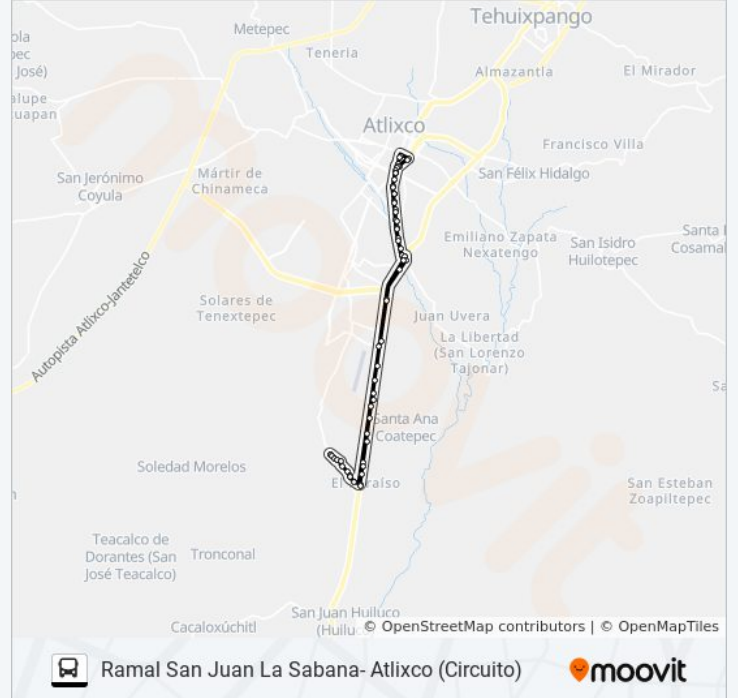 Tehuixpango
Metepec
Teneria
José)
Almazantla
El Mirador
Atlixco
Francisco Villa
San Jerónimo
Coyula
Mártir de
Chinameca
San Félix Hidalgo
Emiliano Zapata
Nexatengo
San Isidro
Huilotepec
Santa
Cosama
Autopista Atlixco-Jantetelco
Solares de
Tenextepec
Juan Uvera
La Libertad
(San Lorenzo
Tajonar)
Santa Ana
Coatepec
Soledad Morelos
San Esteban
Zoapiltepec
Teacalco de
Dorantes (San
José Teacalco)
Tronconal
San Juan Huiluco
Cacaloxúchitl
© OpenStreetMap contributors | © OpenMapTiles
Ramal San Juan La Sabana- Atlixco (Circuito)
moovit